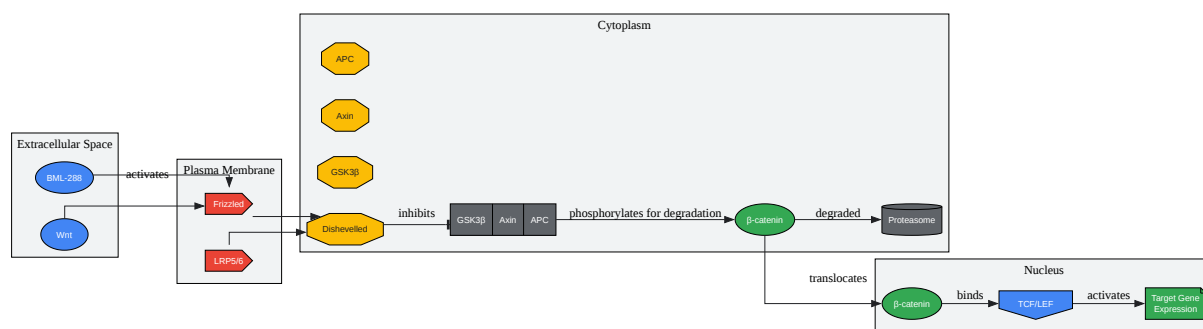 Cytoplasm
APC
Axin
Extracellular Space
Plasma Membrane
BML-288
activates
GSK3β
Frizzled
Wnt
inhibits
GSK3β
Axin
APC
phosphorylates for degradation
β-catenin
degraded
Proteasome
Dishevelled
LRP5/6
Nucleus
translocates
β-catenin
binds
TCF/LEF
activates
Target Gene
Expression